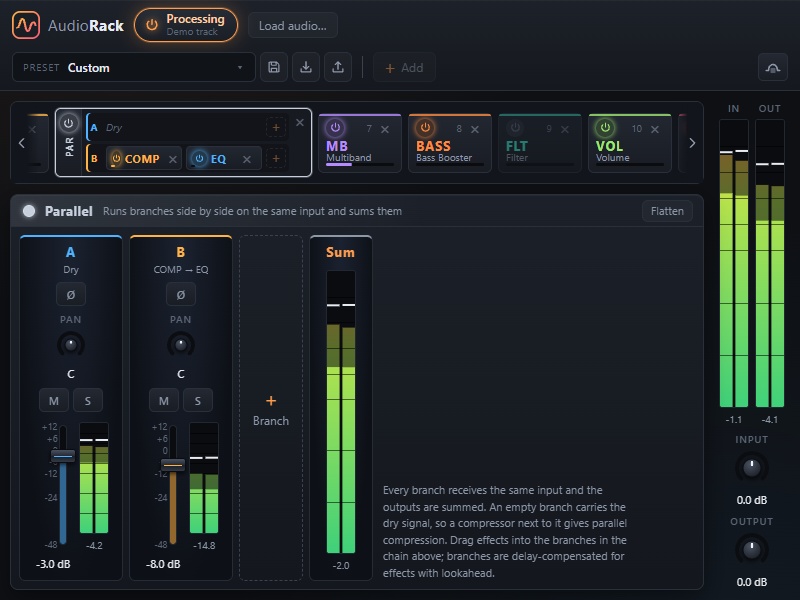 AudioRack
Processing
Demo track
Load audio...
PRESET Custom
+ Add
IN OUT
PAR
A Dry +
B COMP EQ +
MB 7
Multiband
BASS 8
Bass Booster
FLT 9
Filter
VOL 10
Volume
Parallel Runs branches side by side on the same input and sums them Flatten
A
Dry
Ø
PAN
C
M S
+12
+6
0
-12
-24
-48
-4.2
-3.0 dB
B
COMP → EQ
Ø
PAN
C
M S
+12
+6
0
-12
-24
-48
-14.8
-8.0 dB
+
Branch
Sum
-2.0
Every branch receives the same input and the
outputs are summed. An empty branch carries the
dry signal, so a compressor next to it gives parallel
compression. Drag effects into the branches in the
chain above; branches are delay-compensated for
effects with lookahead.
-1.1 -4.1
INPUT
0.0 dB
OUTPUT
0.0 dB